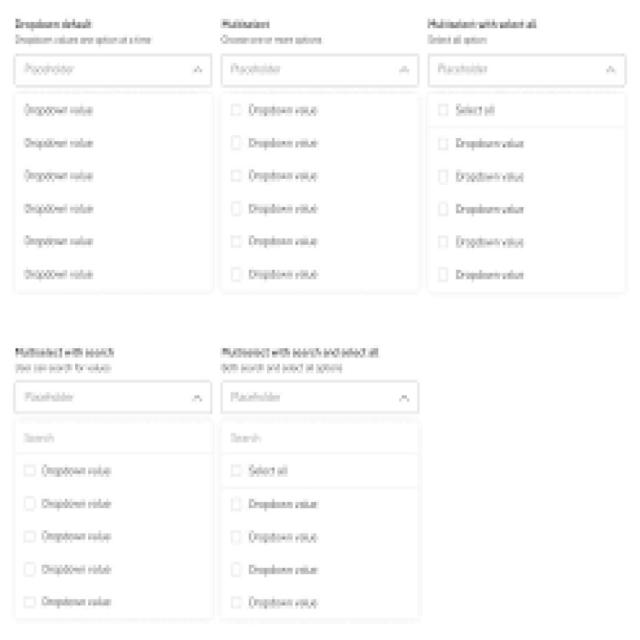 Dropdown default
Dropdown values one option at a time
Placeholder
Dropdown value
Dropdown value
Dropdown value
Dropdown value
Dropdown value
Dropdown value
Multiselect
Choose one or more options
Placeholder
Dropdown value
Dropdown value
Dropdown value
Dropdown value
Dropdown value
Dropdown value
Multiselect with select all
Select all option
Placeholder
Select all
Dropdown value
Dropdown value
Dropdown value
Dropdown value
Dropdown value
Multiselect with search
User can search for values
Placeholder
Search
Dropdown value
Dropdown value
Dropdown value
Dropdown value
Dropdown value
Multiselect with search and select all
Both search and select all options
Placeholder
Search
Select all
Dropdown value
Dropdown value
Dropdown value
Dropdown value